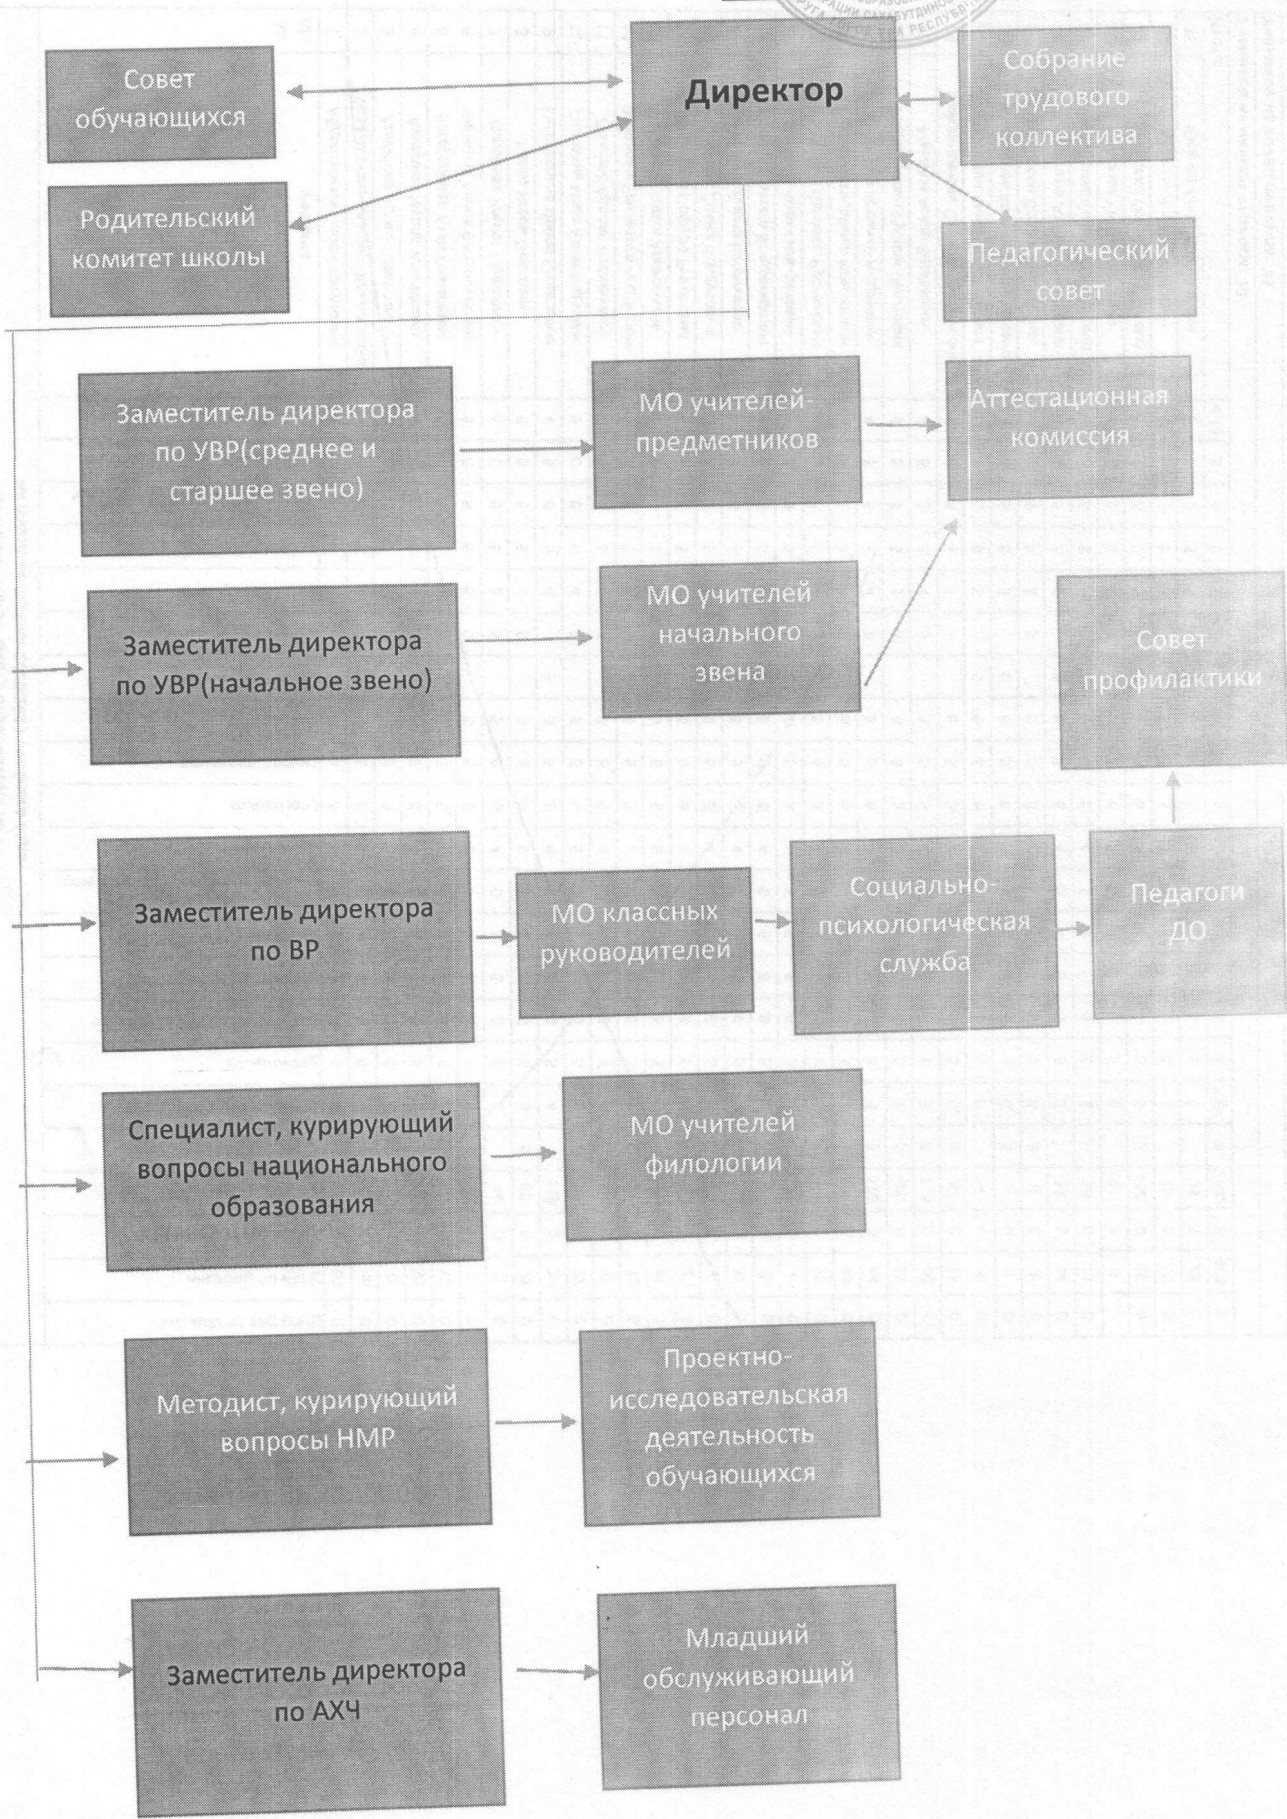 Совет
обучающихся
Директор
Собрание
трудового
коллектива
Родительский
комитет школы
Педагогический
совет
Заместитель директора
по УВР(среднее и
старшее звено)
МО учителей-
предметников
Аттестационная
комиссия
Заместитель директора
по УВР(начальное звено)
МО учителей
начального
звена
Совет
профилактики
Заместитель директора
по ВР
МО классных
руководителей
Социально-
психологическая
служба
Педагоги
ДО
Специалист, курирующий
вопросы национального
образования
МО учителей
филологии
Методист, курирующий
вопросы НМР
Проектно-
исследовательская
деятельность
обучающихся
Заместитель директора
по АХЧ
Младший
обслуживающий
персонал